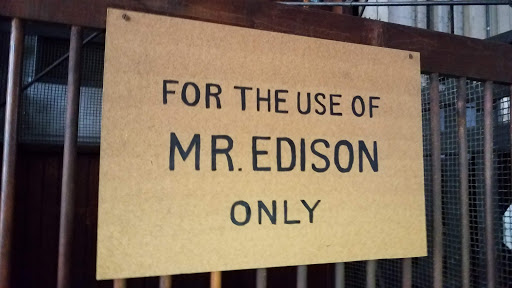 FOR THE USE OF
MR. EDISON
ONLY